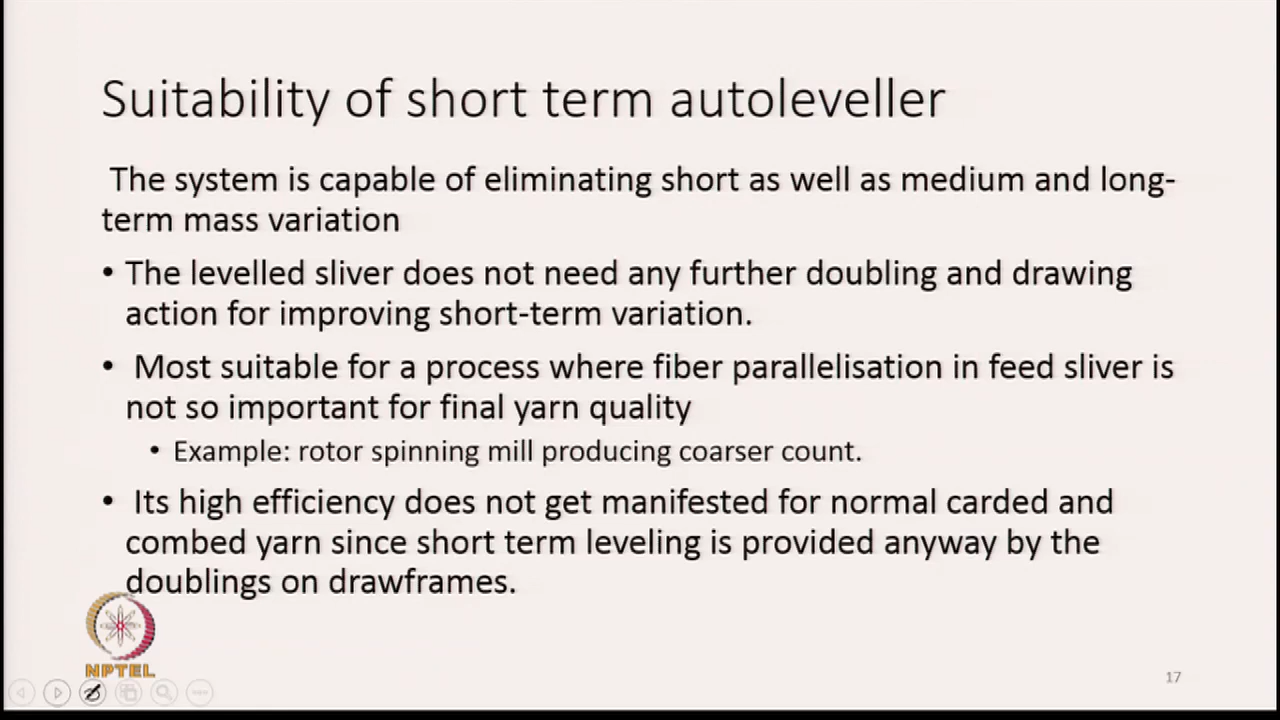 Suitability of short term autoleveller
The system is capable of eliminating short as well as medium and long-
term mass variation
• The levelled sliver does not need any further doubling and drawing
action for improving short-term variation.
• Most suitable for a process where fiber parallelisation in feed sliver is
not so important for final yarn quality
• Example: rotor spinning mill producing coarser count.
• Its high efficiency does not get manifested for normal carded and
combed yarn since short term leveling is provided anyway by the
doublings on drawframes.
NPTEL
17